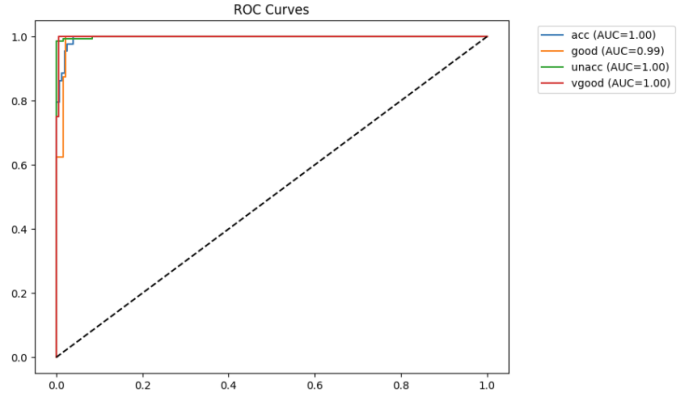 ROC Curves
1.0
0.8
0.6
0.4
0.2
0.0
0.0 0.2 0.4 0.6 0.8 1.0
acc (AUC=1.00)
good (AUC=0.99)
unacc (AUC=1.00)
vgood (AUC=1.00)